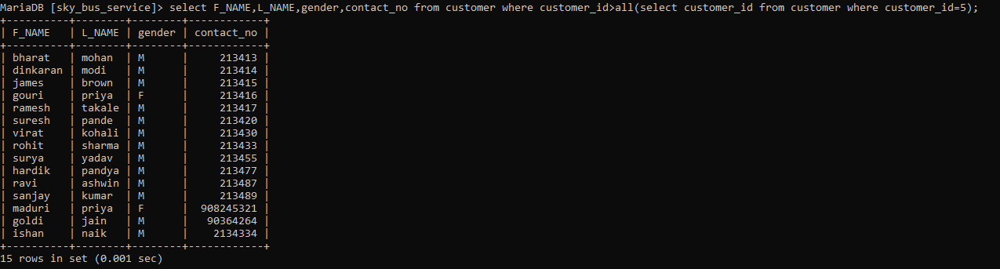 MariaDB [sky_bus_service]> select F_NAME,L_NAME,gender,contact_no from customer where customer_id>all(select customer_id from customer where customer_id=5);
+----------+--------+--------+------------+
| F_NAME   | L_NAME | gender | contact_no |
+----------+--------+--------+------------+
| bharat   | mohan  | M      |     213413 |
| dinkaran | modi   | M      |     213414 |
| james    | brown  | M      |     213415 |
| gouri    | priya  | F      |     213416 |
| ramesh   | takale | M      |     213417 |
| suresh   | pande  | M      |     213420 |
| virat    | kohali | M      |     213430 |
| rohit    | sharma | M      |     213433 |
| surya    | yadav  | M      |     213455 |
| hardik   | pandya | M      |     213477 |
| ravi     | ashwin | M      |     213487 |
| sanjay   | kumar  | M      |     213489 |
| maduri   | priya  | F      |  908245321 |
| goldi    | jain   | M      |   90364264 |
| ishan    | naik   | M      |    2134334 |
+----------+--------+--------+------------+
15 rows in set (0.001 sec)